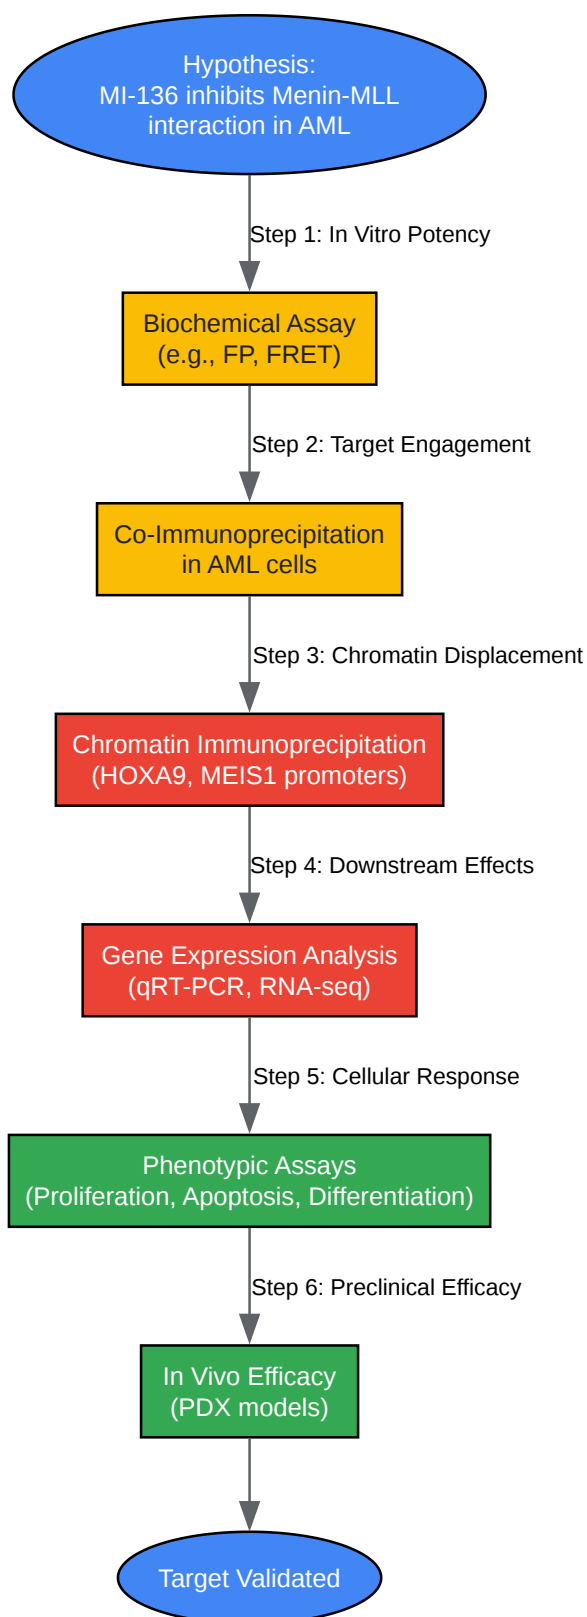 Hypothesis:
MI-136 inhibits Menin-MLL
interaction in AML
Step 1: In Vitro Potency
Biochemical Assay
(e.g., FP, FRET)
Step 2: Target Engagement
Co-Immunoprecipitation
in AML cells
Step 3: Chromatin Displacement
Chromatin Immunoprecipitation
(HOXA9, MEIS1 promoters)
Step 4: Downstream Effects
Gene Expression Analysis
(qRT-PCR, RNA-seq)
Step 5: Cellular Response
Phenotypic Assays
(Proliferation, Apoptosis, Differentiation)
Step 6: Preclinical Efficacy
In Vivo Efficacy
(PDX models)
Target Validated